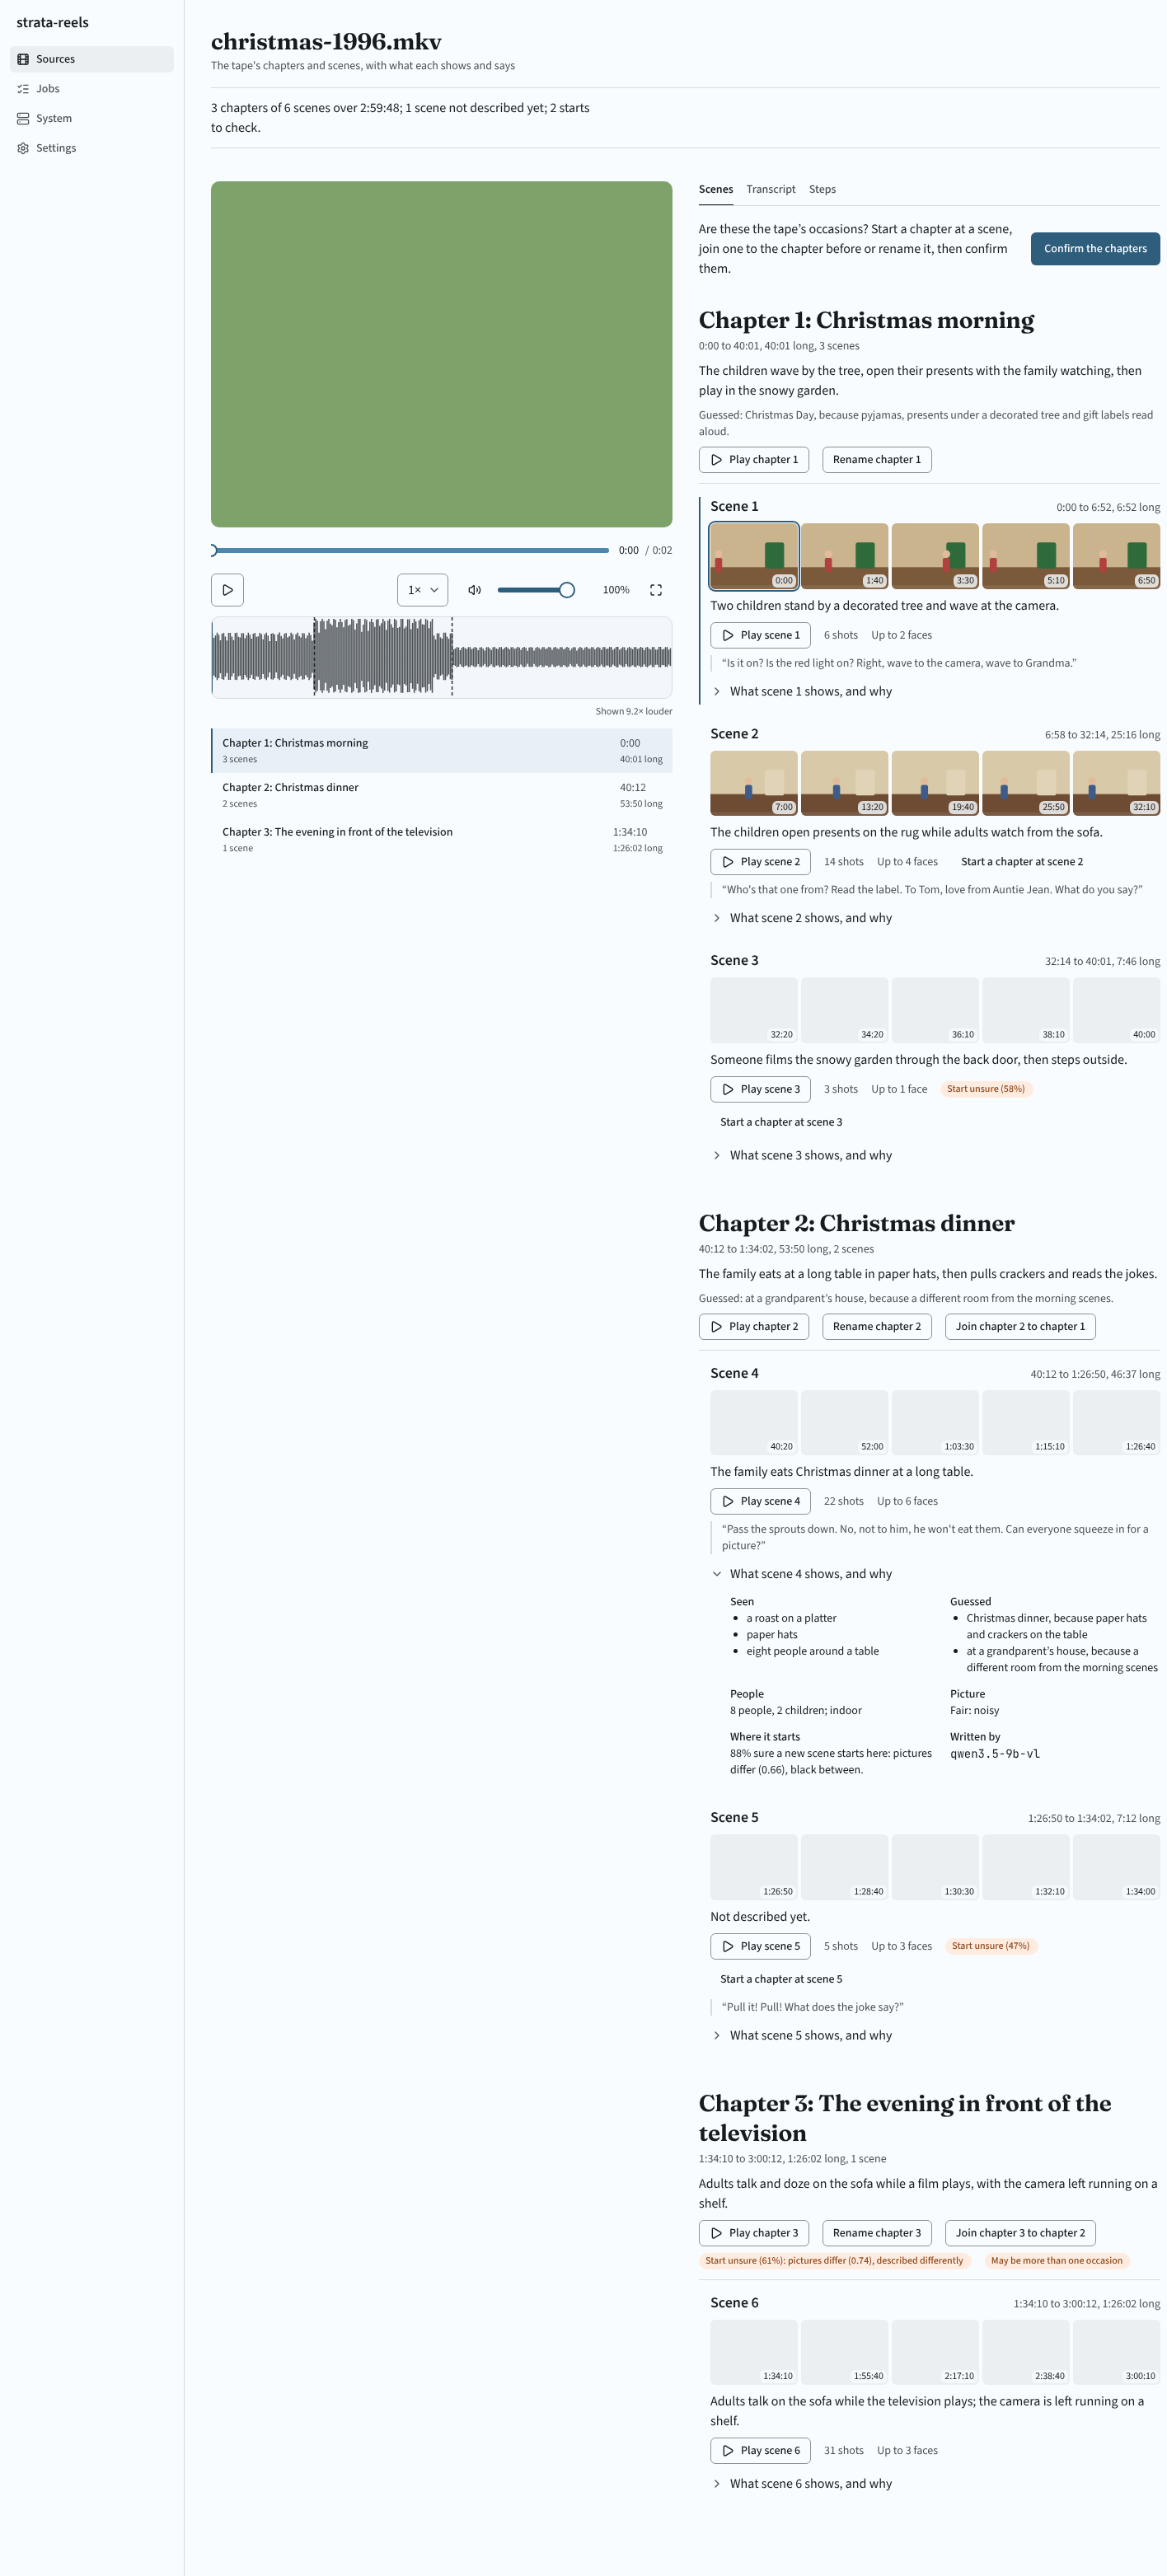 strata-reels
Sources
Jobs
System
Settings
christmas-1996.mkv
The tape's chapters and scenes, with what each shows and says
3 chapters of 6 scenes over 2:59:48; 1 scene not described yet; 2 starts
to check.
0:00 / 0:02
1×
100%
Shown 9.2× louder
Chapter 1: Christmas morning
0:00
3 scenes
40:01 long
Chapter 2: Christmas dinner
40:12
2 scenes
53:50 long
Chapter 3: The evening in front of the television
1:34:10
1 scene
1:26:02 long
Scenes
Transcript
Steps
Are these the tape's occasions? Start a chapter at a scene,
join one to the chapter before or rename it, then confirm
them.
Confirm the chapters
Chapter 1: Christmas morning
0:00 to 40:01, 40:01 long, 3 scenes
The children wave by the tree, open their presents with the family watching, then
play in the snowy garden.
Guessed: Christmas Day, because pyjamas, presents under a decorated tree and gift labels read
aloud.
Play chapter 1
Rename chapter 1
Scene 1
0:00 to 6:52, 6:52 long
0:00
1:40
3:30
5:10
6:50
Two children stand by a decorated tree and wave at the camera.
Play scene 1
6 shots
Up to 2 faces
“Is it on? Is the red light on? Right, wave to the camera, wave to Grandma.”
What scene 1 shows, and why
Scene 2
6:58 to 32:14, 25:16 long
7:00
13:20
19:40
25:50
32:10
The children open presents on the rug while adults watch from the sofa.
Play scene 2
14 shots
Up to 4 faces
Start a chapter at scene 2
“Who's that one from? Read the label. To Tom, love from Auntie Jean. What do you say?”
What scene 2 shows, and why
Scene 3
32:14 to 40:01, 7:46 long
32:20
34:20
36:10
38:10
40:00
Someone films the snowy garden through the back door, then steps outside.
Play scene 3
3 shots
Up to 1 face
Start unsure (58%)
Start a chapter at scene 3
What scene 3 shows, and why
Chapter 2: Christmas dinner
40:12 to 1:34:02, 53:50 long, 2 scenes
The family eats at a long table in paper hats, then pulls crackers and reads the jokes.
Guessed: at a grandparent's house, because a different room from the morning scenes.
Play chapter 2
Rename chapter 2
Join chapter 2 to chapter 1
Scene 4
40:12 to 1:26:50, 46:37 long
40:20
52:00
1:03:30
1:15:10
1:26:40
The family eats Christmas dinner at a long table.
Play scene 4
22 shots
Up to 6 faces
“Pass the sprouts down. No, not to him, he won't eat them. Can everyone squeeze in for a
picture?”
What scene 4 shows, and why
Seen
a roast on a platter
paper hats
eight people around a table
Guessed
Christmas dinner, because paper hats
and crackers on the table
at a grandparent's house, because a
different room from the morning scenes
People
8 people, 2 children; indoor
Picture
Fair: noisy
Where it starts
88% sure a new scene starts here: pictures
differ (0.66), black between.
Written by
qwen3.5-9b-vl
Scene 5
1:26:50 to 1:34:02, 7:12 long
1:26:50
1:28:40
1:30:30
1:32:10
1:34:00
Not described yet.
Play scene 5
5 shots
Up to 3 faces
Start unsure (47%)
Start a chapter at scene 5
“Pull it! Pull! What does the joke say?”
What scene 5 shows, and why
Chapter 3: The evening in front of the
television
1:34:10 to 3:00:12, 1:26:02 long, 1 scene
Adults talk and doze on the sofa while a film plays, with the camera left running on a
shelf.
Play chapter 3
Rename chapter 3
Join chapter 3 to chapter 2
Start unsure (61%): pictures differ (0.74), described differently
May be more than one occasion
Scene 6
1:34:10 to 3:00:12, 1:26:02 long
1:34:10
1:55:40
2:17:10
2:38:40
3:00:10
Adults talk on the sofa while the television plays; the camera is left running on a
shelf.
Play scene 6
31 shots
Up to 3 faces
What scene 6 shows, and why